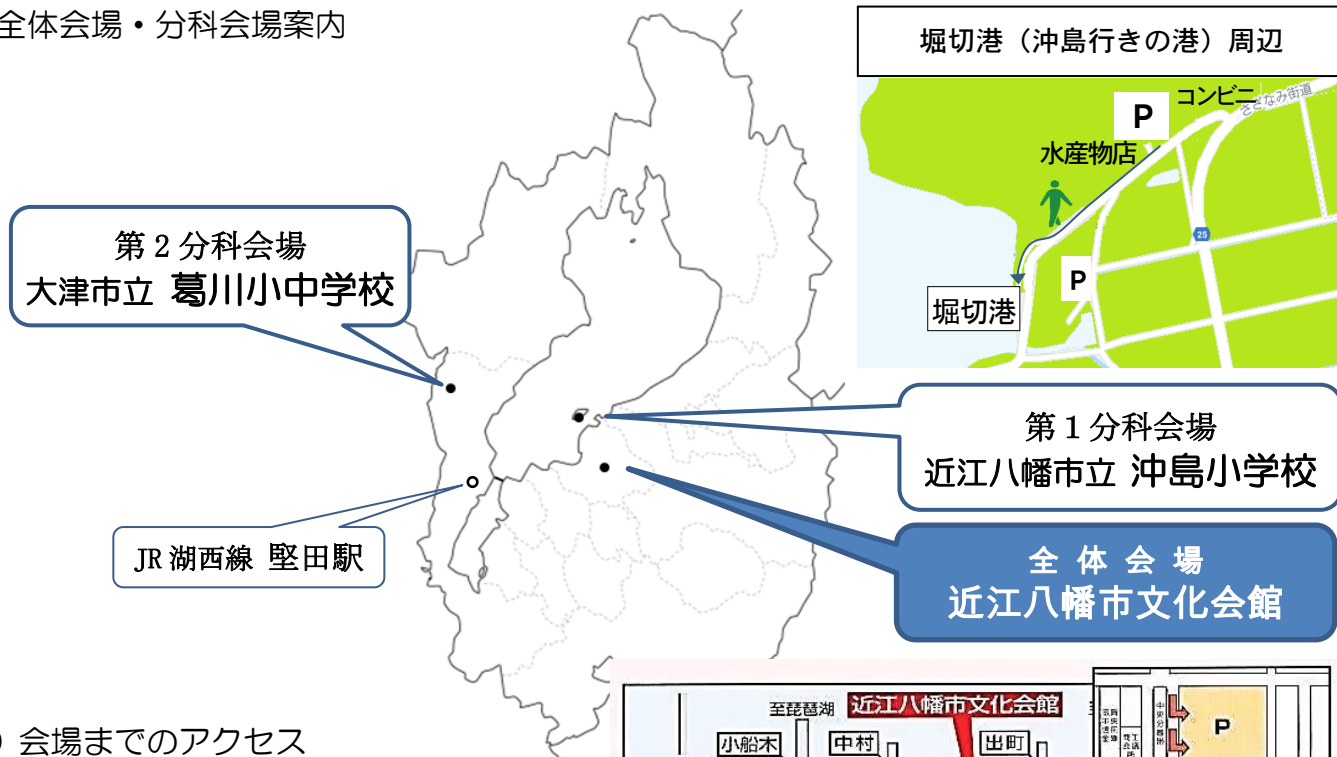 全体会場・分科会場案内
堀切港（沖島行きの港）周辺
コンビニ
さざなみ街道
P
水産物店
25
P
堀切港
第２分科会場
大津市立 葛川小中学校
第１分科会場
近江八幡市立 沖島小学校
JR 湖西線 堅田駅
全 体 会 場
近江八幡市文化会館
至琵琶湖
近江八幡市文化会館
小船木
中村
出町
P
）会場までのアクセス